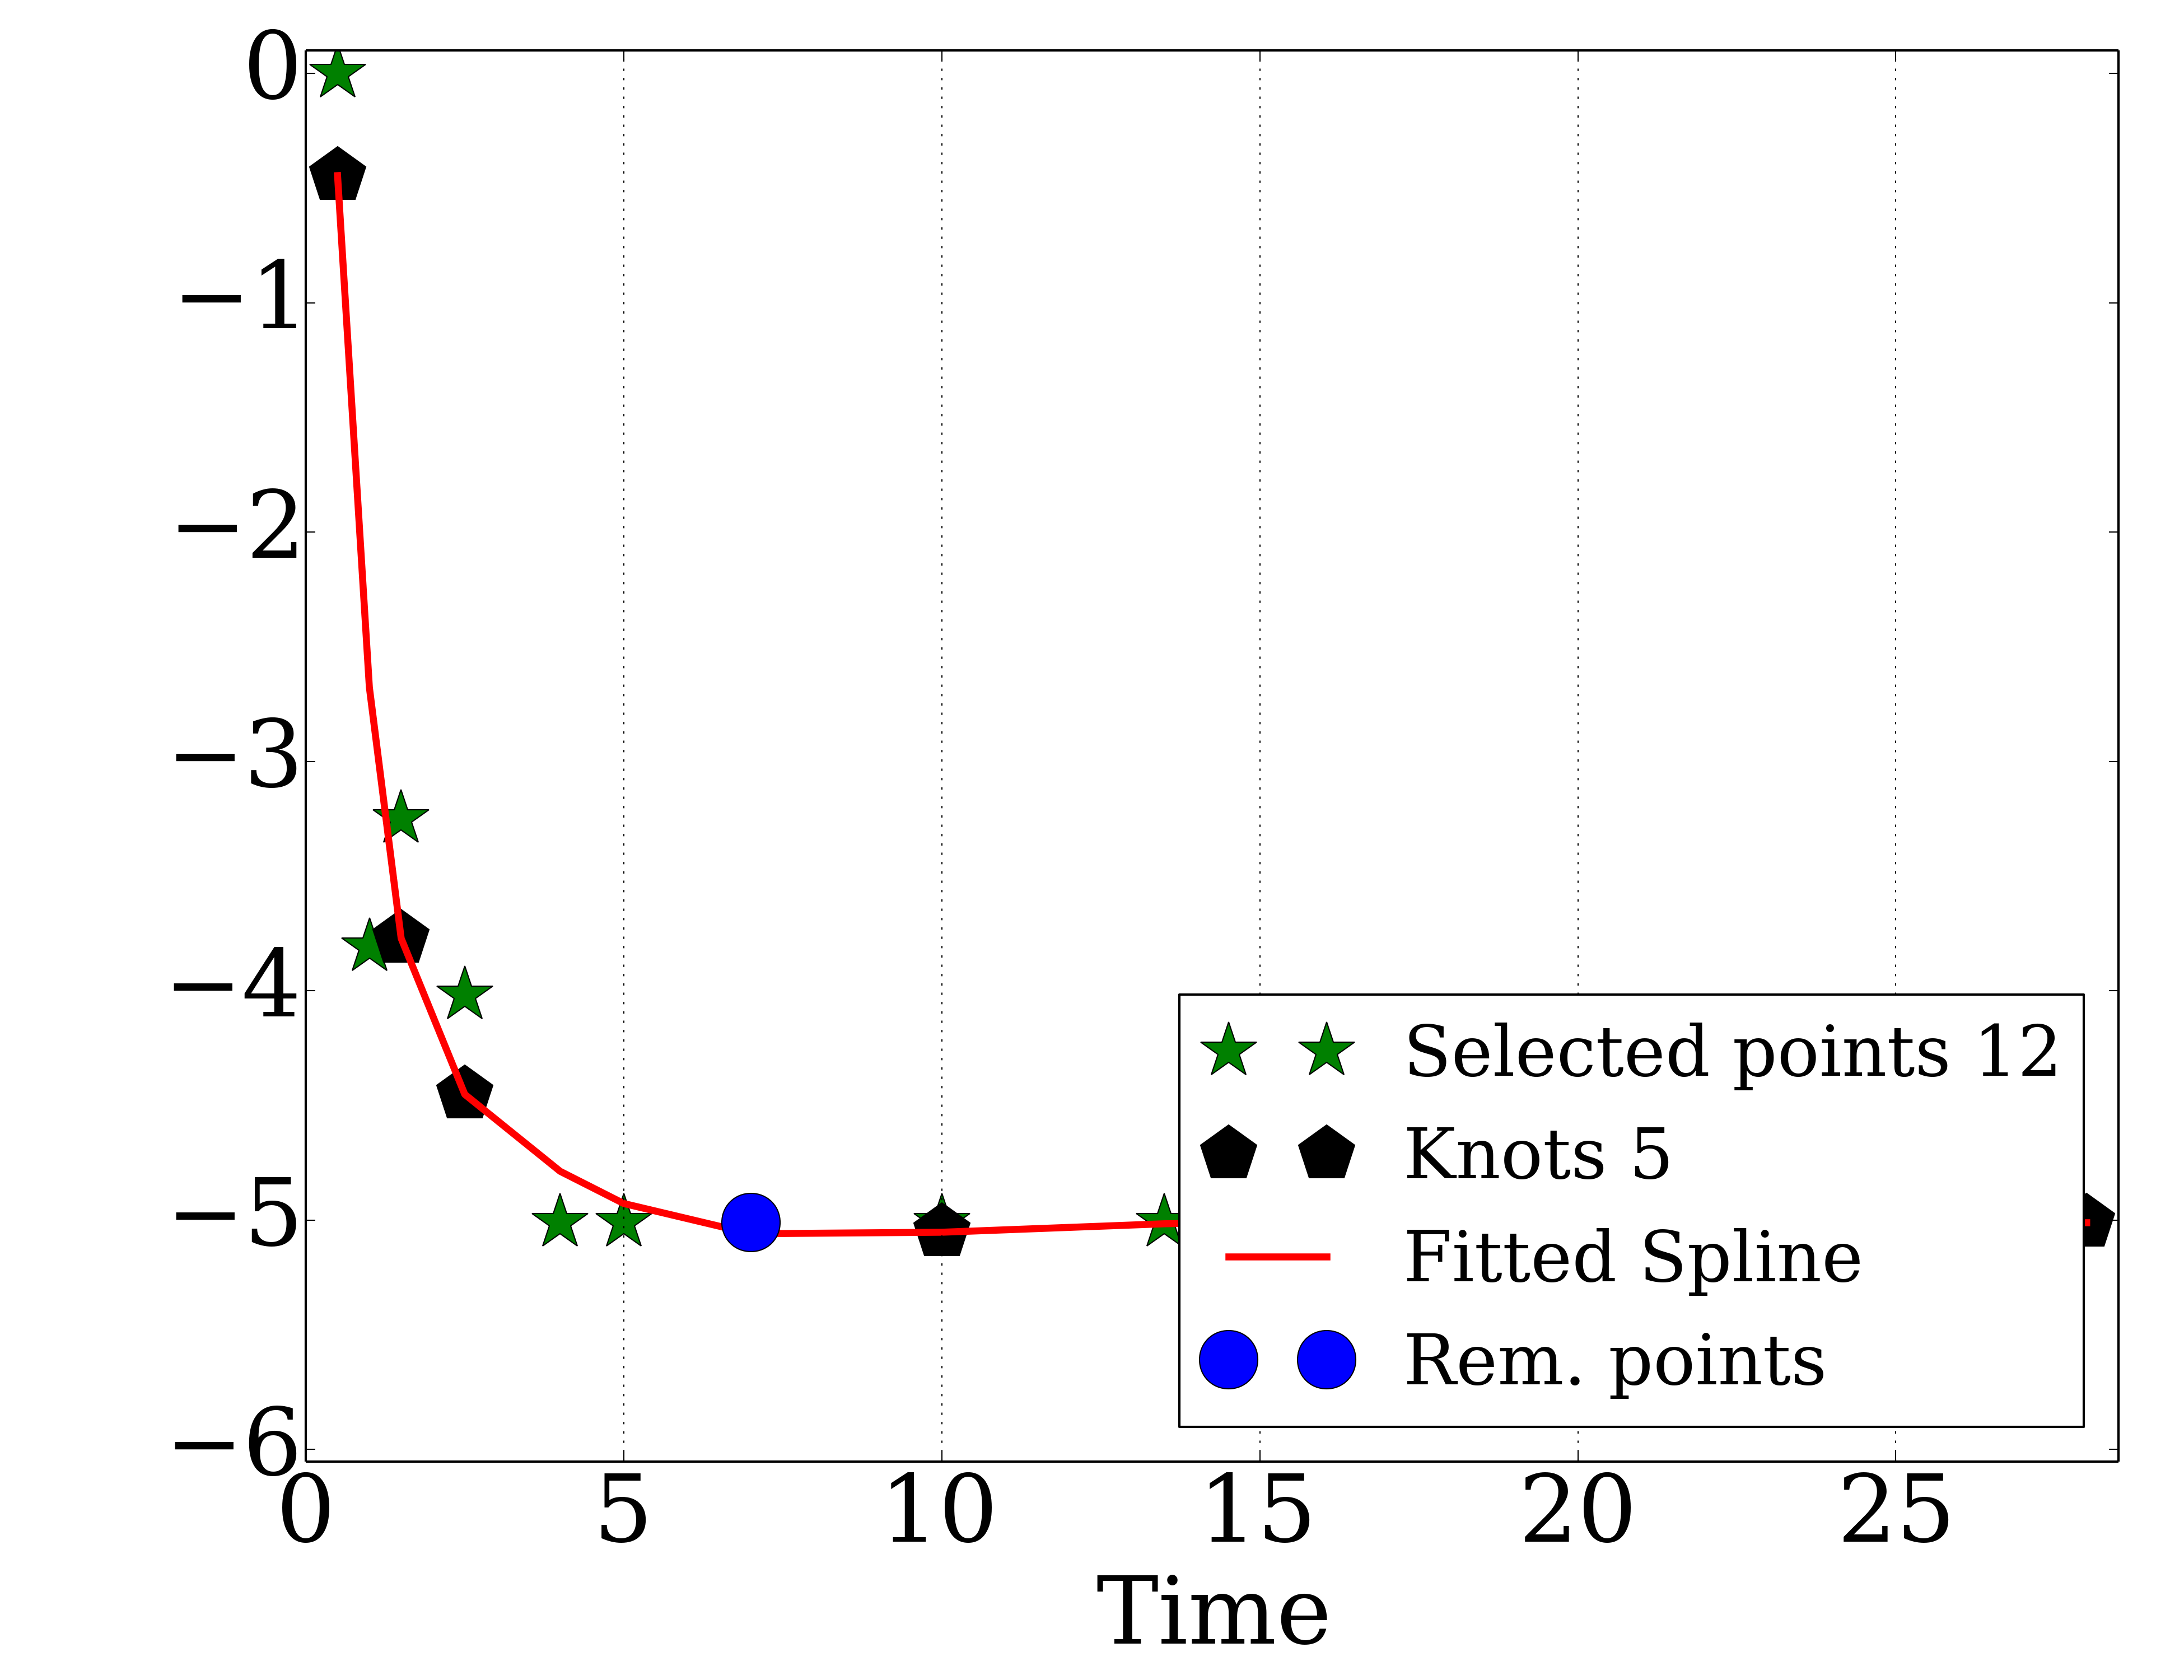 0
−1
−2
−3
−4
−5
−6
Selected points 12
Knots 5
Fitted Spline
Rem. points
0 5 10 15 20 25
Time